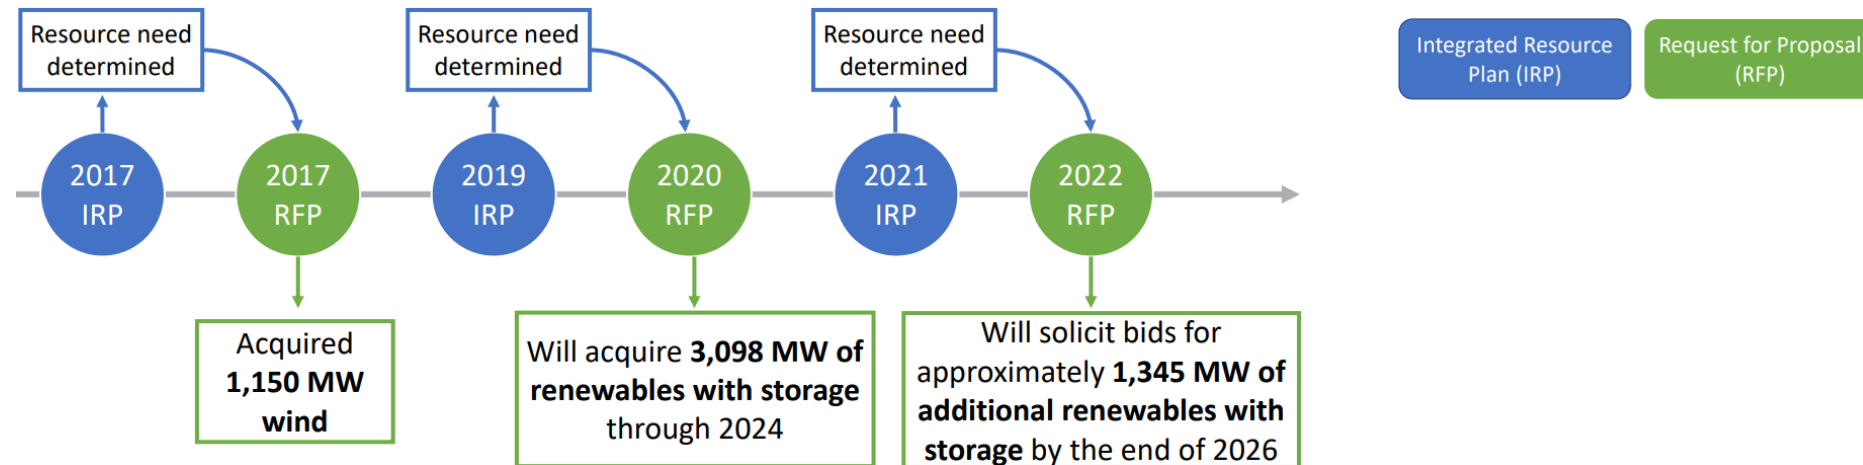 Resource need
determined
Resource need
determined
Resource need
determined
Integrated Resource
Plan (IRP)
Request for Proposal
(RFP)
2017
IRP
2017
RFP
2019
IRP
2020
RFP
2021
IRP
2022
RFP
Acquired
1,150 MW
wind
Will acquire 3,098 MW of
renewables with storage
through 2024
Will solicit bids for
approximately 1,345 MW of
additional renewables with
storage by the end of 2026